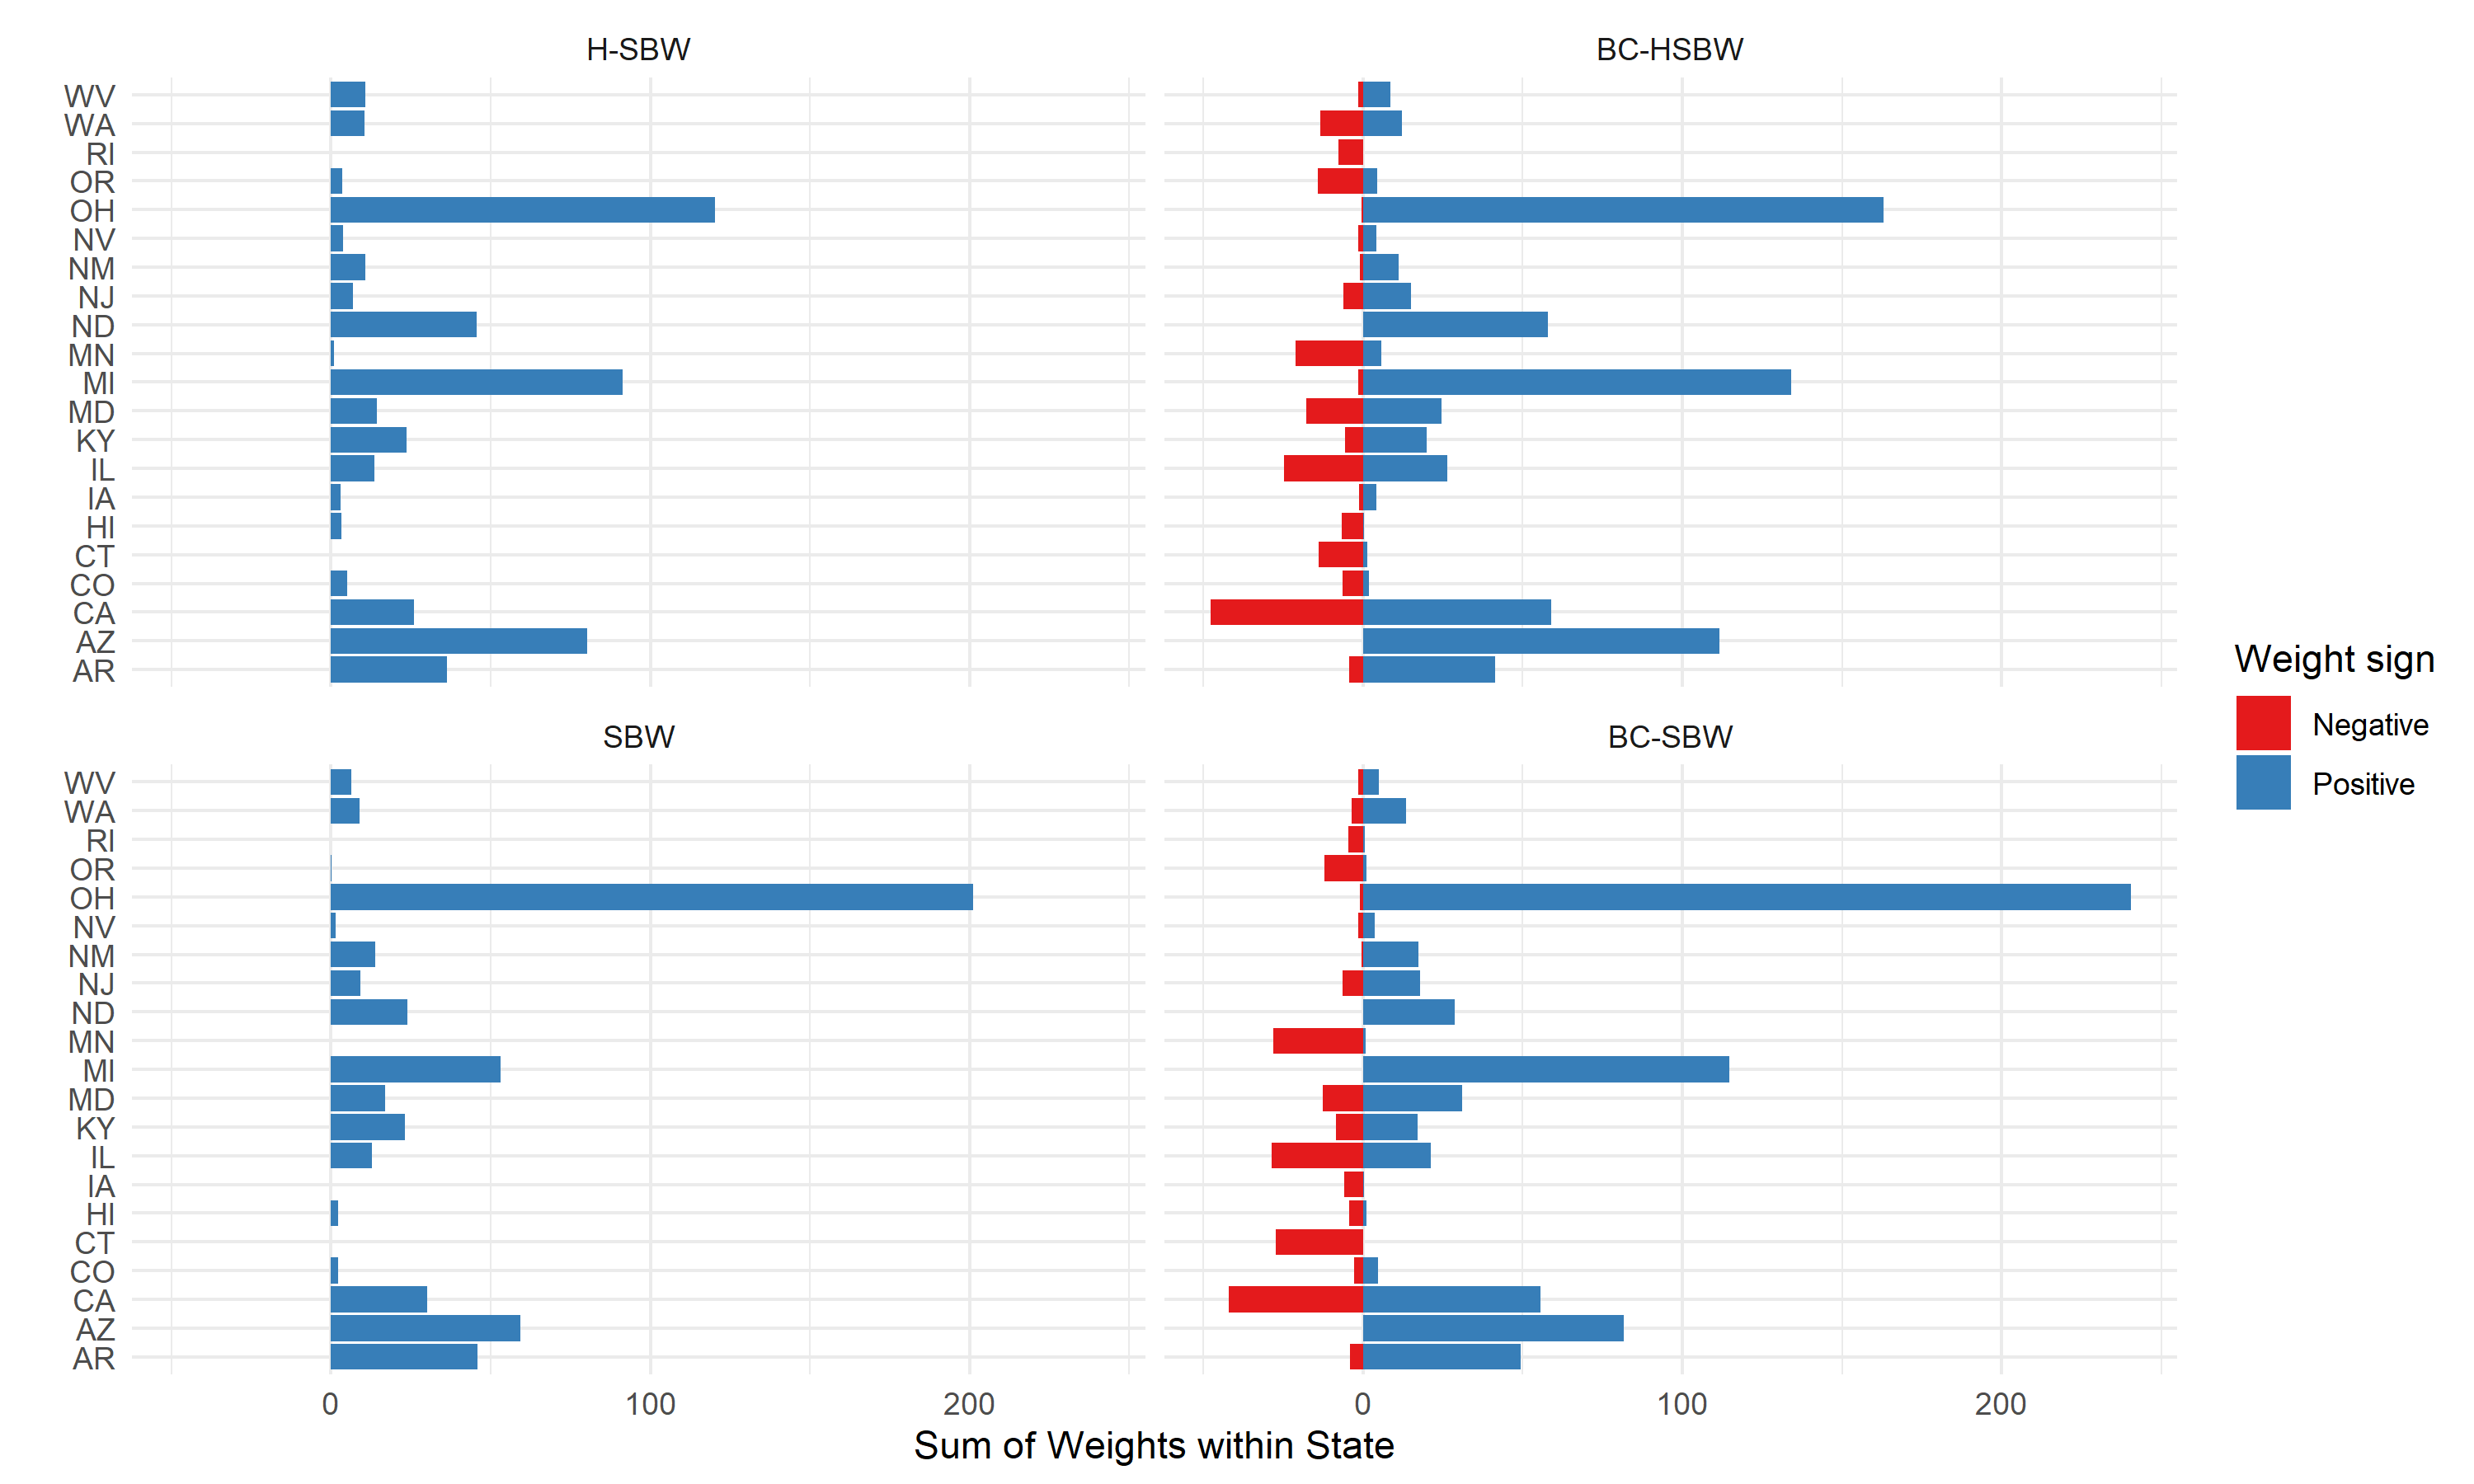 H-SBW
BC-HSBW
WV
WA
RI
OR
OH
NV
NM
NJ
ND
MN
MI
MD
KY
IL
IA
HI
CT
CO
CA
AZ
AR
SBW
BC-SBW
WV
WA
RI
OR
OH
NV
NM
NJ
ND
MN
MI
MD
KY
IL
IA
HI
CT
CO
CA
AZ
AR
0 100 200
0 100 200
Sum of Weights within State
Weight sign
Negative
Positive